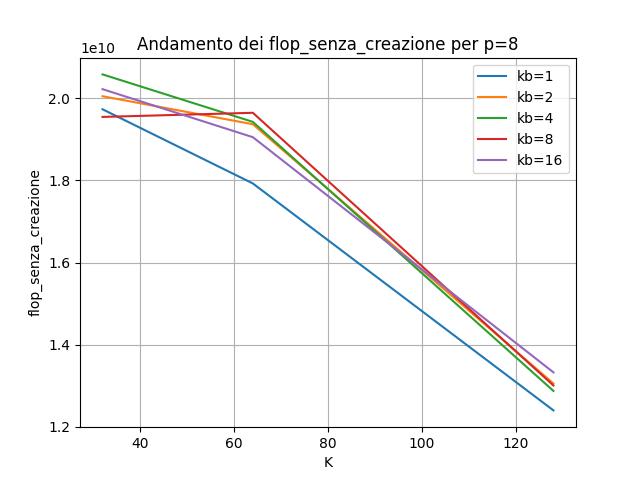 Andamento dei flop_senza_creazione per p=8
1e10
2.0
1.8
1.6
1.4
1.2
flop_senza_creazione
40
60
80
100
120
K
kb=1
kb=2
kb=4
kb=8
kb=16